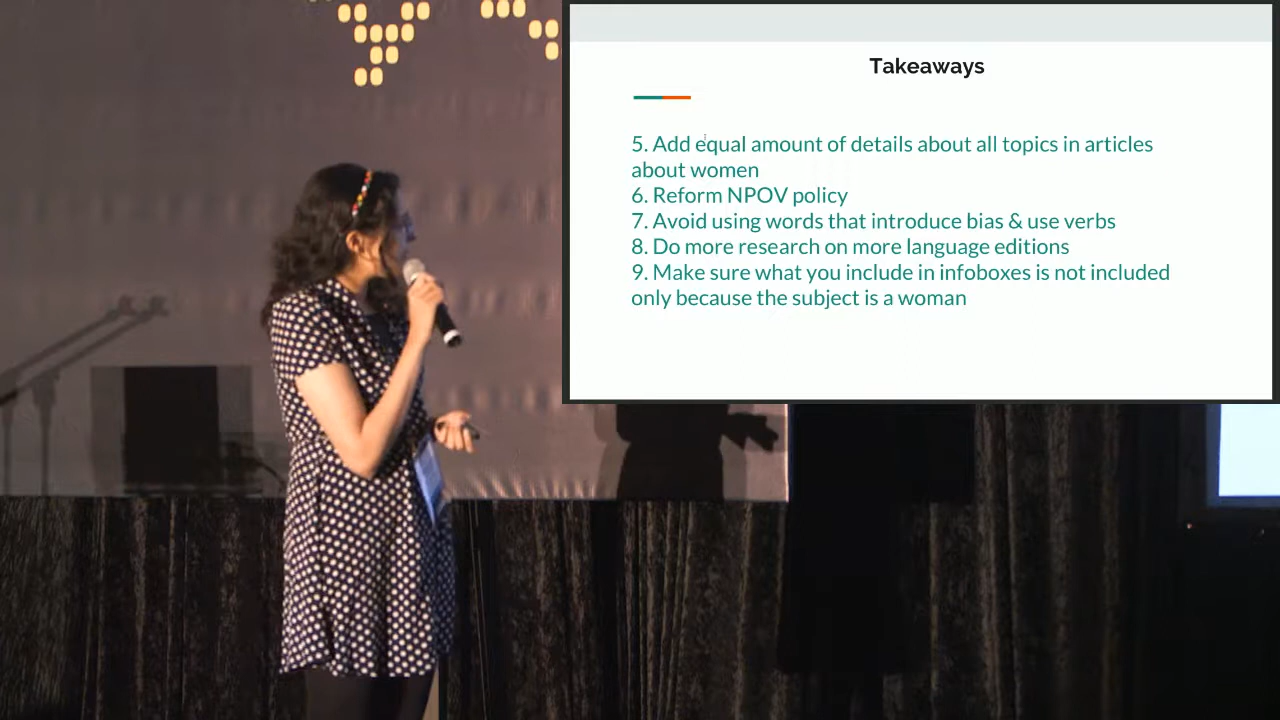 Takeaways
5. Add equal amount of details about all topics in articles
about women
6. Reform NPOV policy
7. Avoid using words that introduce bias & use verbs
8. Do more research on more language editions
9. Make sure what you include in infoboxes is not included
only because the subject is a woman